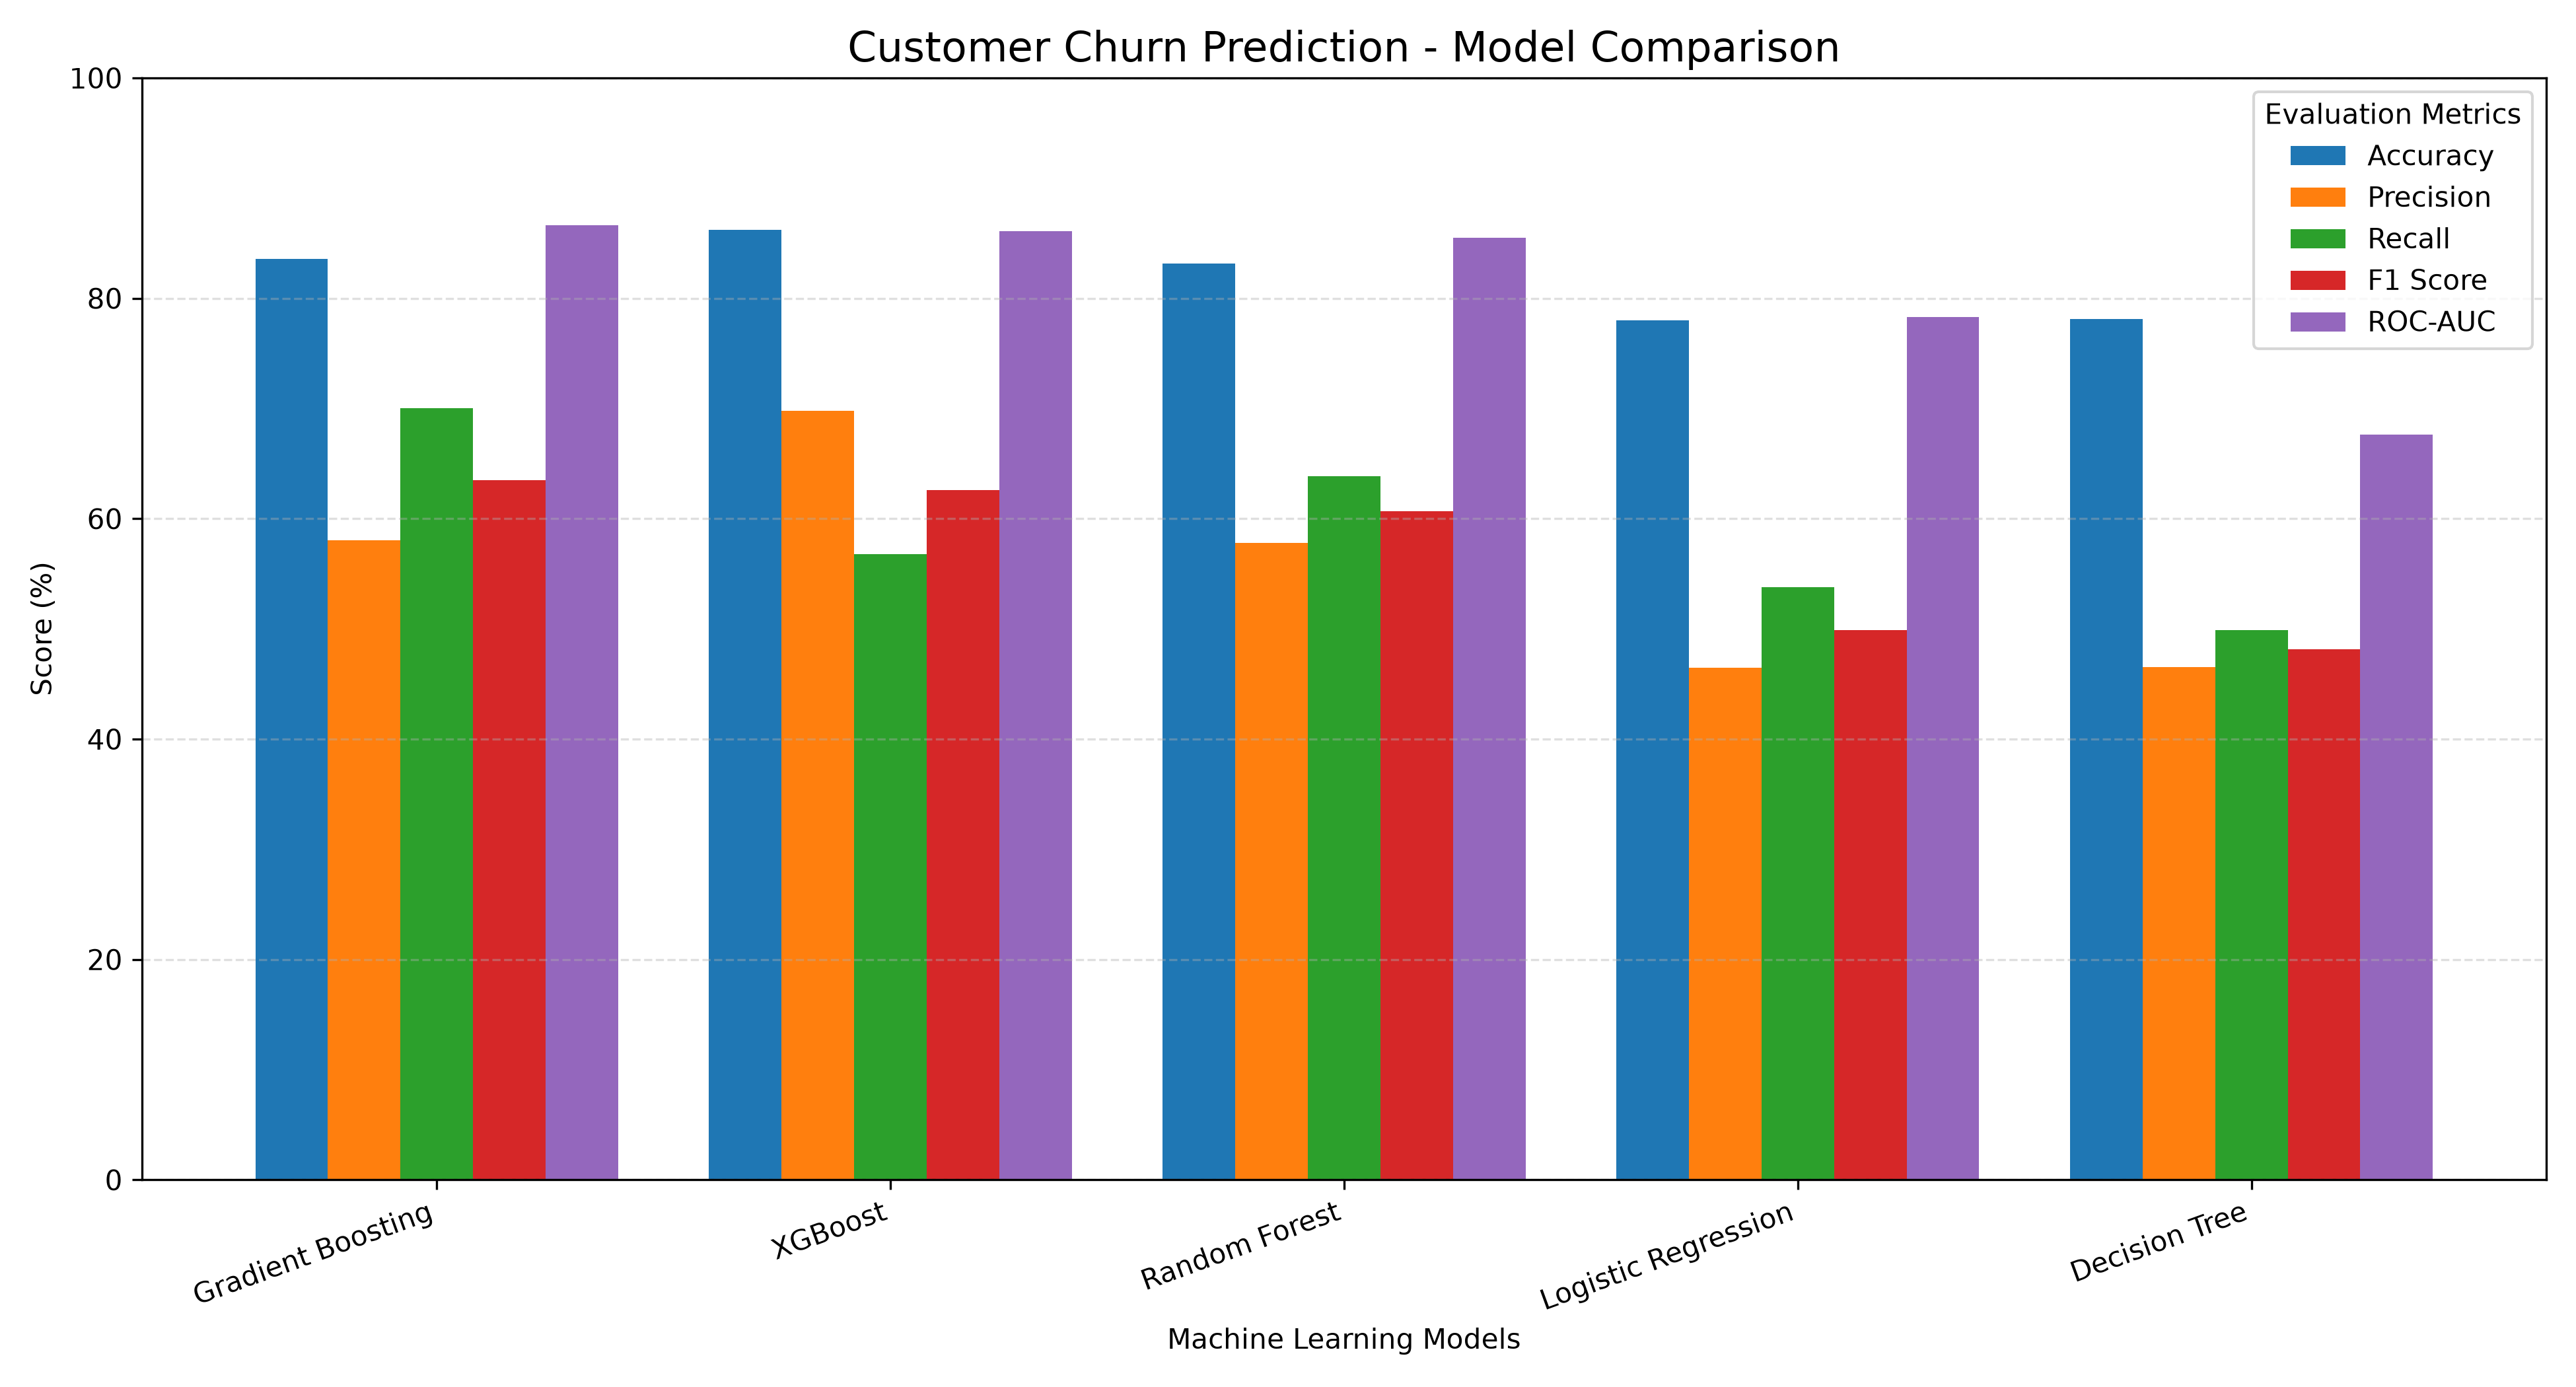 Customer Churn Prediction - Model Comparison
100
80
60
40
20
0
Score (%)
Evaluation Metrics
Accuracy
Precision
Recall
F1 Score
ROC-AUC
Gradient Boosting
XGBoost
Random Forest
Logistic Regression
Decision Tree
Machine Learning Models